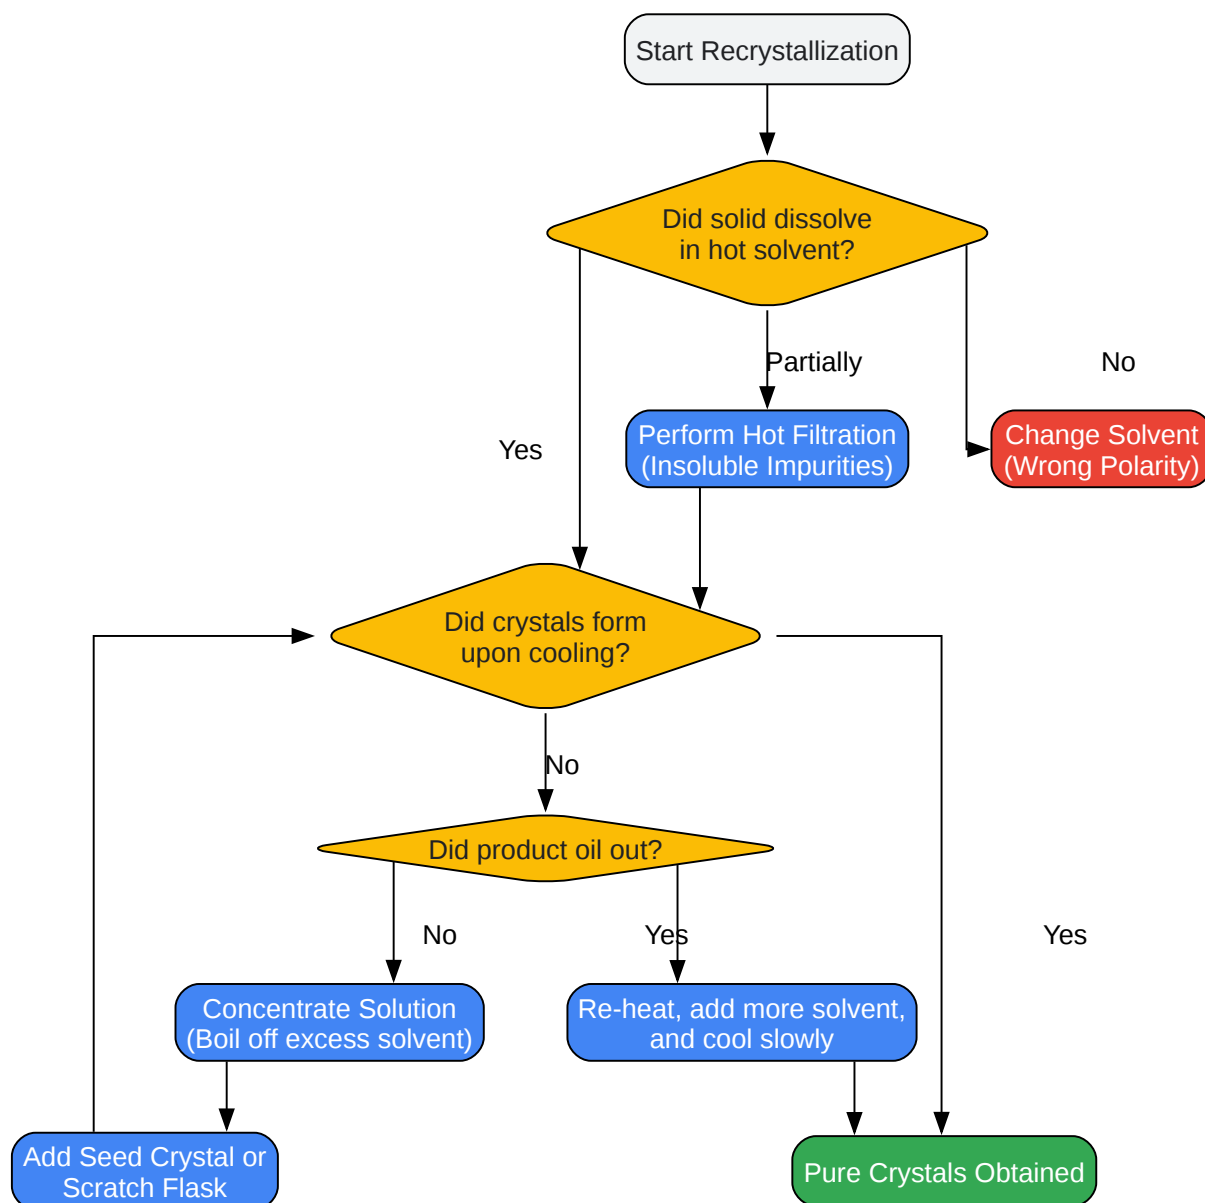 Start Recrystallization
Did solid dissolve
in hot solvent?
Partially
No
Perform Hot Filtration
(Insoluble Impurities)
Change Solvent
(Wrong Polarity)
Yes
Did crystals form
upon cooling?
No
Did product oil out?
No
Yes
Yes
Concentrate Solution
(Boil off excess solvent)
Re-heat, add more solvent,
and cool slowly
Add Seed Crystal or
Scratch Flask
Pure Crystals Obtained